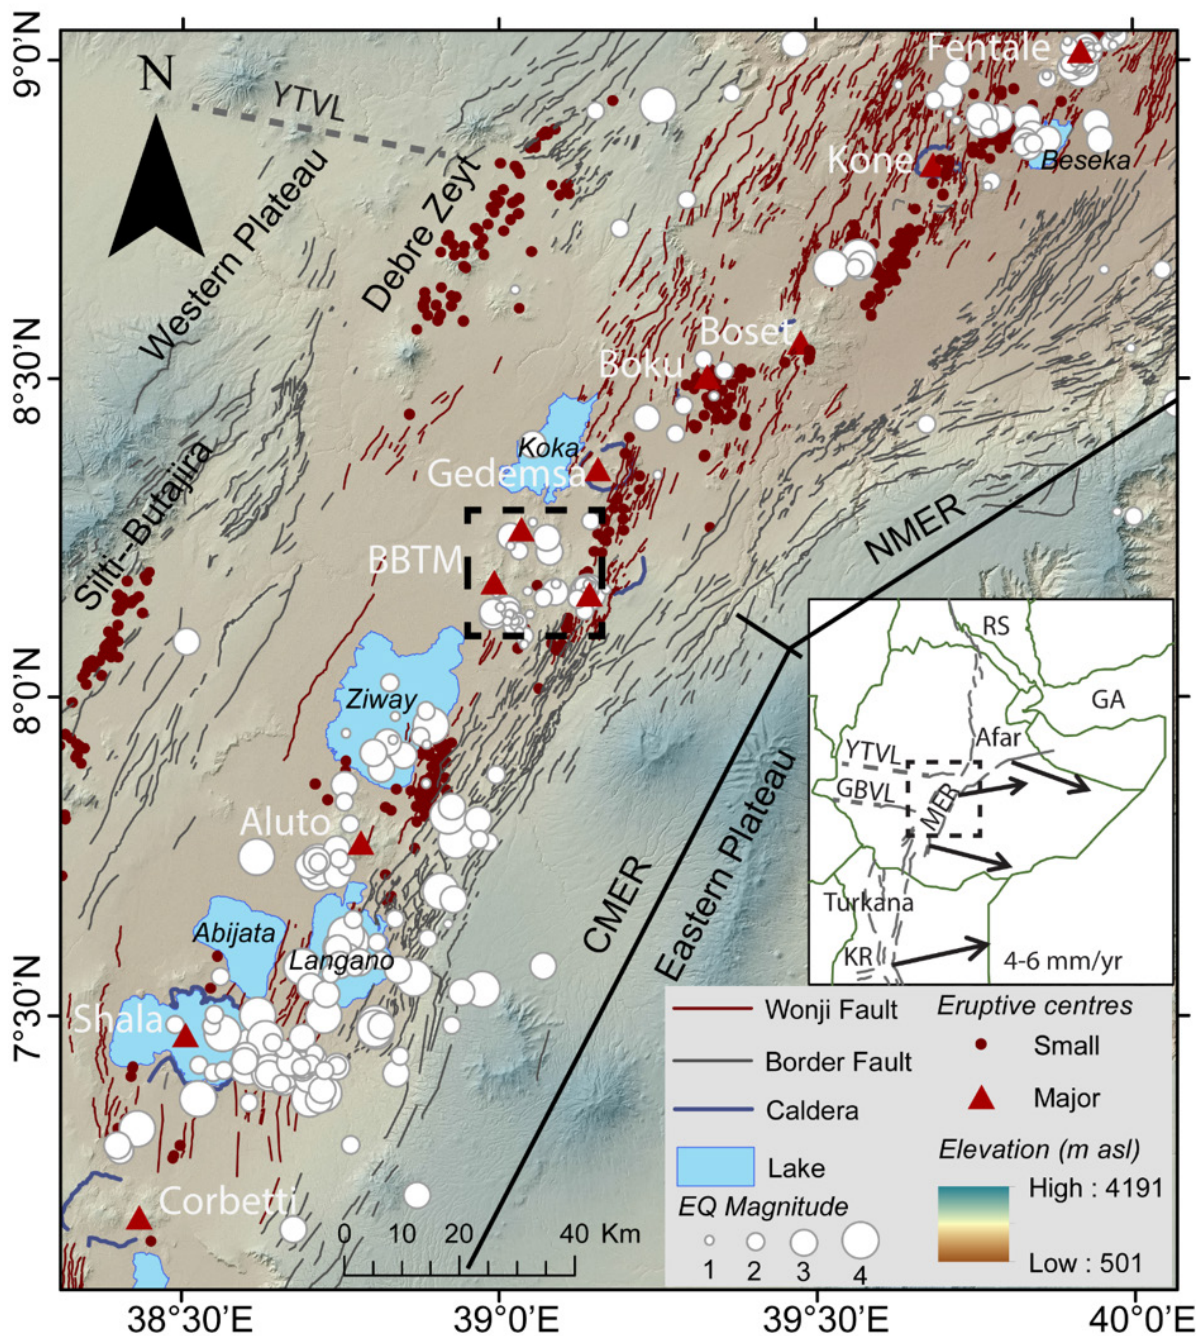 9°0’N
8°30’N
8°0’N
7°30’N
38°30’E
39°0’E
39°30’E
40°0’E
N
YTVL
Western Plateau
Debre Zeyt
Silti--Butajira
Fentale
Kone
Beseka
Boset
Boku
Koka
Gedemsa
BBTM
NMER
Ziway
Aluto
CMER
Eastern Plateau
Abijata
Langano
Shala
Corbetti
0 10 20 40 Km
RS
GA
Afar
YTVL
GBVL
MER
Turkana
KR
4-6 mm/yr
Wonji Fault
Border Fault
Caldera
Lake
EQ Magnitude
1 2 3 4
Eruptive centres
Small
Major
Elevation (m asl)
High : 4191
Low : 501